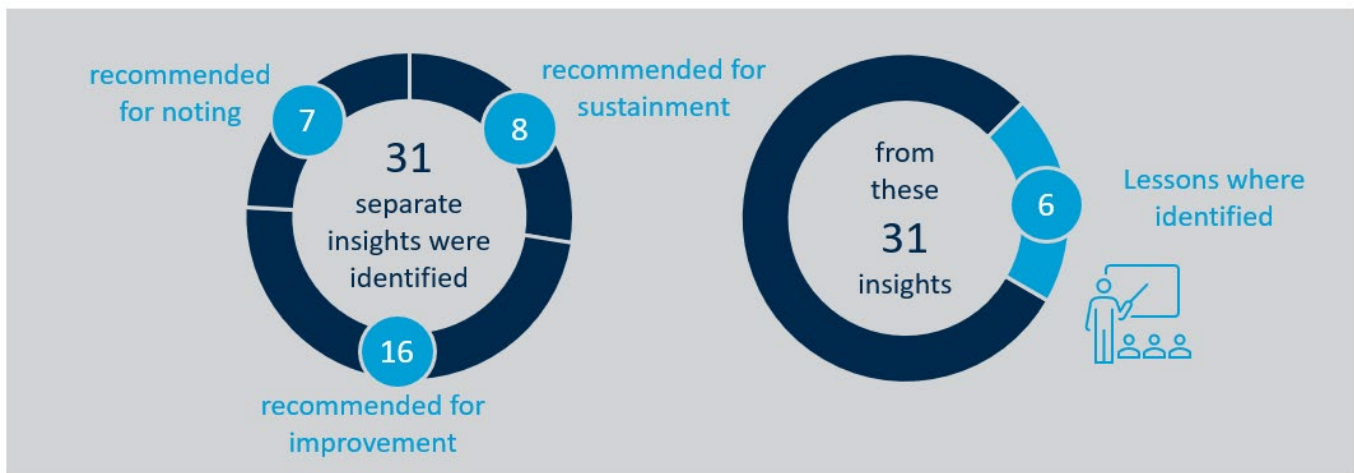 recommended
for noting
7
31
separate
insights were
identified
8
recommended for
sustainment
16
recommended for
improvement
from
these
31
insights
6
Lessons where
identified